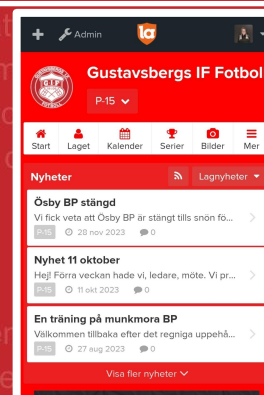 Admin
la
Gustavsbergs IF Fotbol
GUSTAVSBERGS
GIF
FOTBOLL
P-15
Start Laget Kalender Serier Bilder Mer
Nyheter Lagnyheter
Ösby BP stängd
Vi fick veta att Ösby BP är stängt tills snön fö...
P-15 28 nov 2023 0
Nyhet 11 oktober
Hej! Förra veckan hade vi, ledare, möte. Vi pr...
P-15 11 okt 2023 0
En träning på munkmora BP
Välkommen tillbaka efter det regniga uppehå...
P-15 27 aug 2023 0
Visa fler nyheter